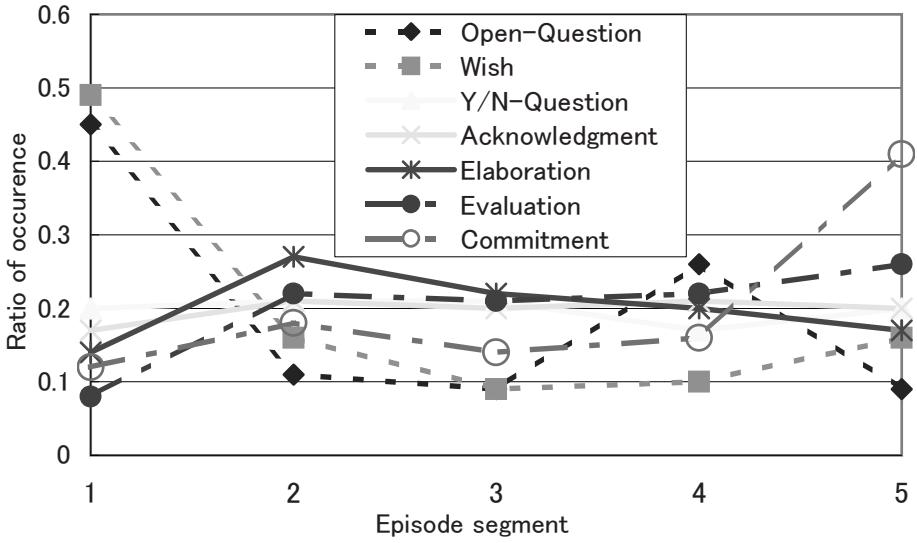 0.6
0.5
0.4
0.3
0.2
0.1
0
Ratio of occurence
Open-Question
Wish
Y/N-Question
Acknowledgment
Elaboration
Evaluation
Commitment
1 2 3 4 5
Episode segment